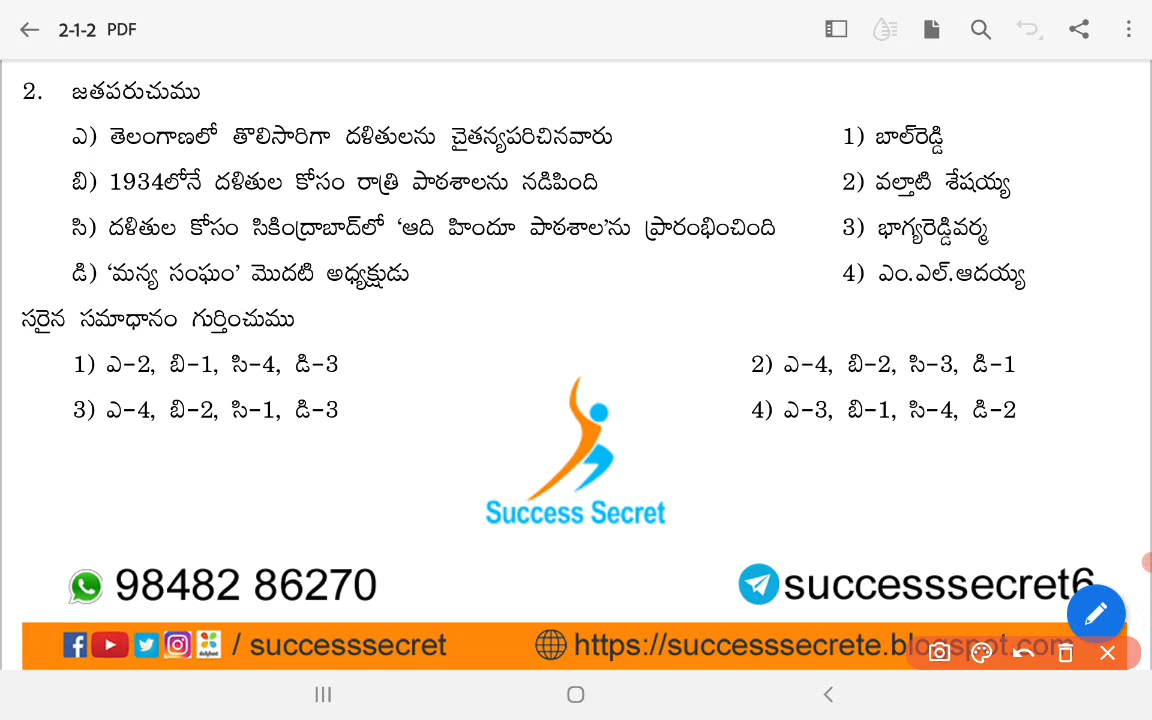 2-1-2 PDF
2. జతపరుచుము
ఎ) తెలంగాణలో తొలిసారిగా దళితులను చైతన్యపరిచినవారు 1) బాల్‌రెడ్డి
బి) 1934లోనే దళితుల కోసం రాత్రి పాఠశాలను నడిపింది 2) వల్తాటి శేషయ్య
సి) దళితుల కోసం సికింద్రాబాద్‌లో ‘ఆది హిందూ పాఠశాల’ను ప్రారంభించింది 3) భాగ్యరెడ్డివర్మ
డి) ‘మన్య సంఘం’ మొదటి అధ్యక్షుడు 4) ఎం.ఎల్.ఆదయ్య
సరైన సమాధానం గుర్తించుము
1) ఎ-2, బి-1, సి-4, డి-3 2) ఎ-4, బి-2, సి-3, డి-1
3) ఎ-4, బి-2, సి-1, డి-3 4) ఎ-3, బి-1, సి-4, డి-2
Success Secret
98482 86270 successsecret6
/ successsecret https://successsecrete.blogspot.com